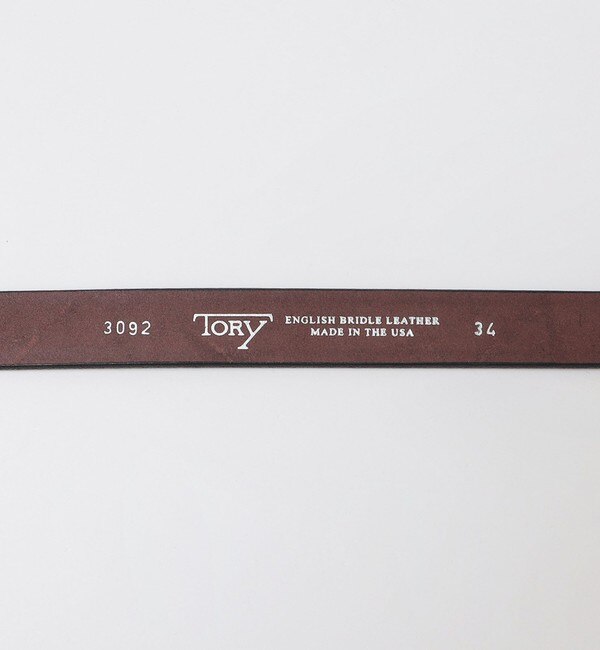 3092
TORY
ENGLISH BRIDLE LEATHER
MADE IN THE USA
34